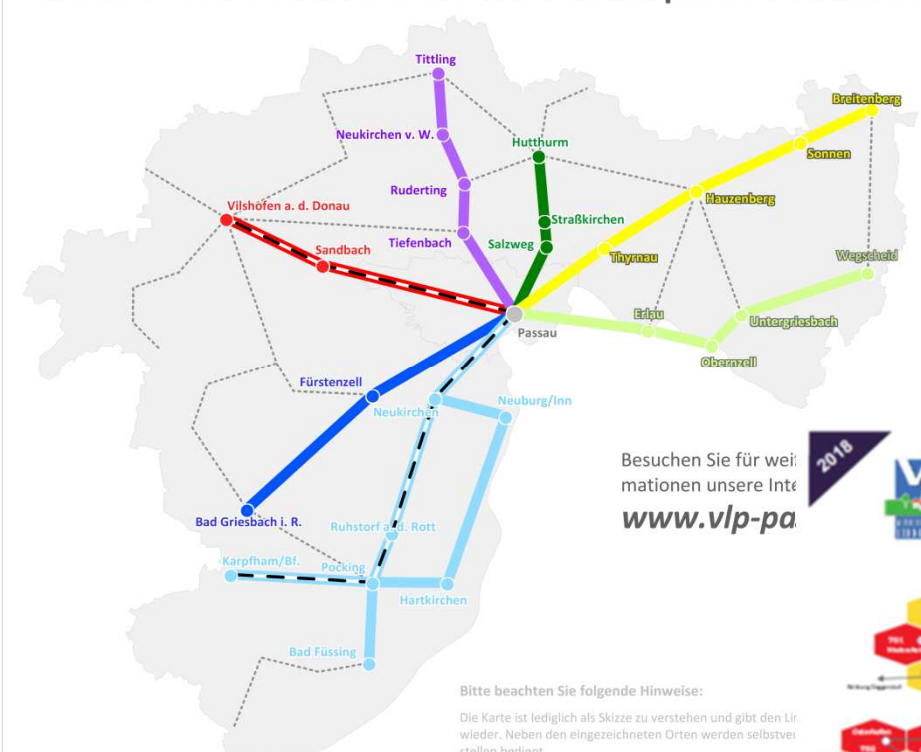 Tittling
Breitenberg
Neukirchen v. W.
Hutthurm
Sonnen
Ruderting
Hauzenberg
Vilshofen a. d. Donau
Straßkirchen
Tiefenbach
Salzweg
Sandbach
Thyrnau
Wegscheid
Erlau
Untergriesbach
Passau
Obernzell
Fürstenzell
Neukirchen
Neuburg/Inn
Bad Griesbach i. R.
Ruhstorf a. d. Rott
Karpfham/Bf.
Pocking
Hartkirchen
Bad Füssing
Besuchen Sie für wei
mationen unsere Inte
www.vlp-pa
2018
Bitte beachten Sie folgende Hinweise:
Die Karte ist lediglich als Skizze zu verstehen und gibt den Li
wieder. Neben den eingezeichneten Orten werden selbstver
stellen bedient.